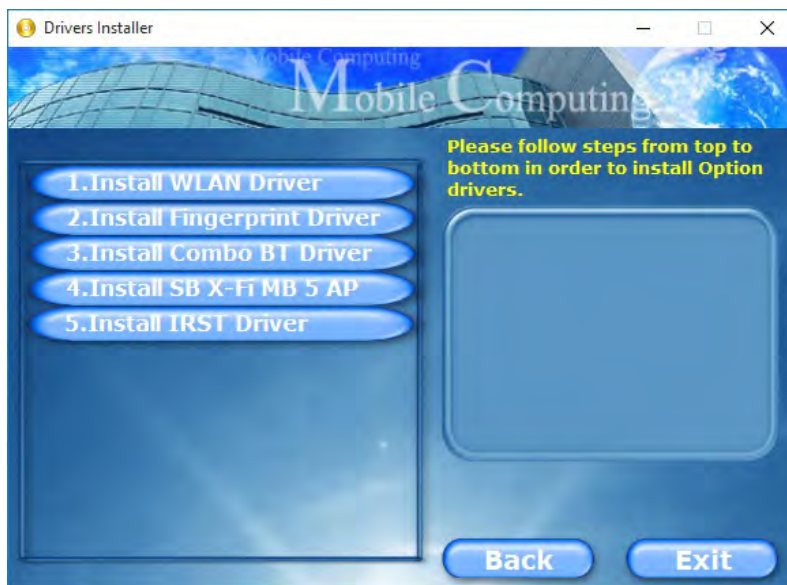 Drivers Installer
Mobile Computing
Mobile Computing
Please follow steps from top to
bottom in order to install Option
drivers.
1.Install WLAN Driver
2.Install Fingerprint Driver
3.Install Combo BT Driver
4.Install SB X-Fi MB 5 AP
5.Install IRST Driver
Back
Exit